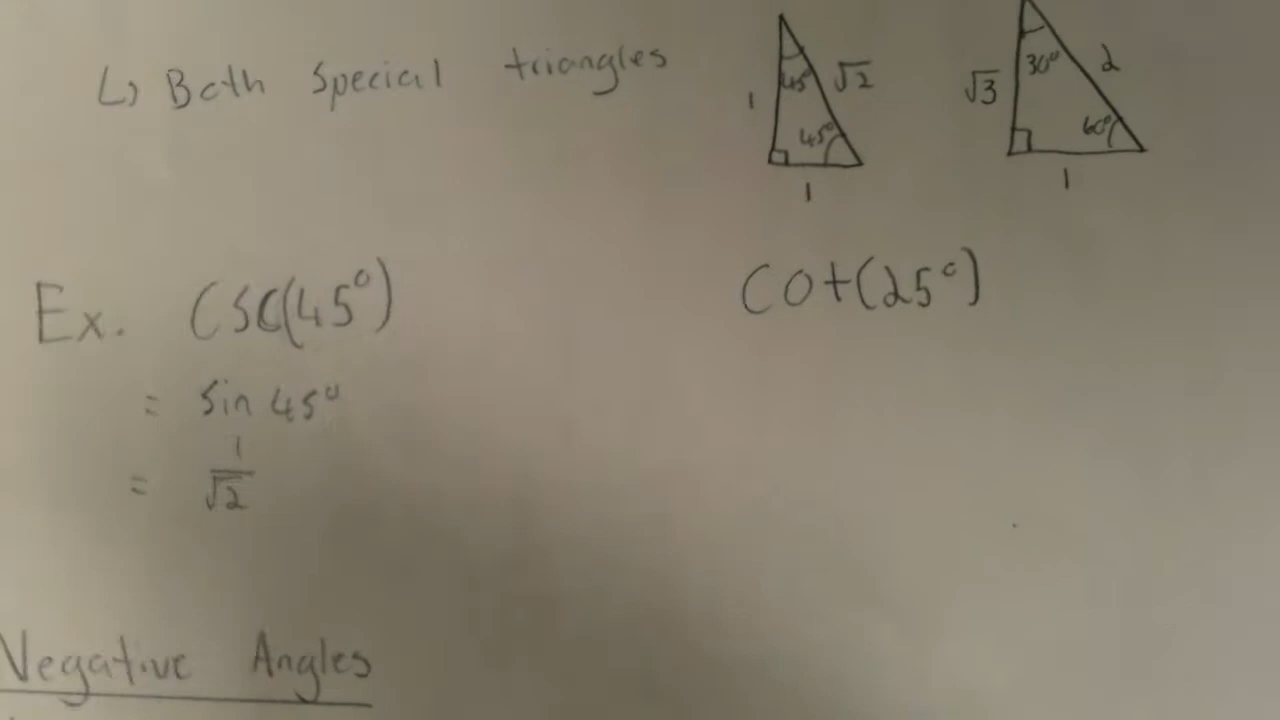 ↳ Both special triangles
1
45°
√2
45°
1
√3
30°
2
60°
1
Ex. CSC(45°)
= Sin 45°
= 1/√2
Cot(25°)
Negative Angles